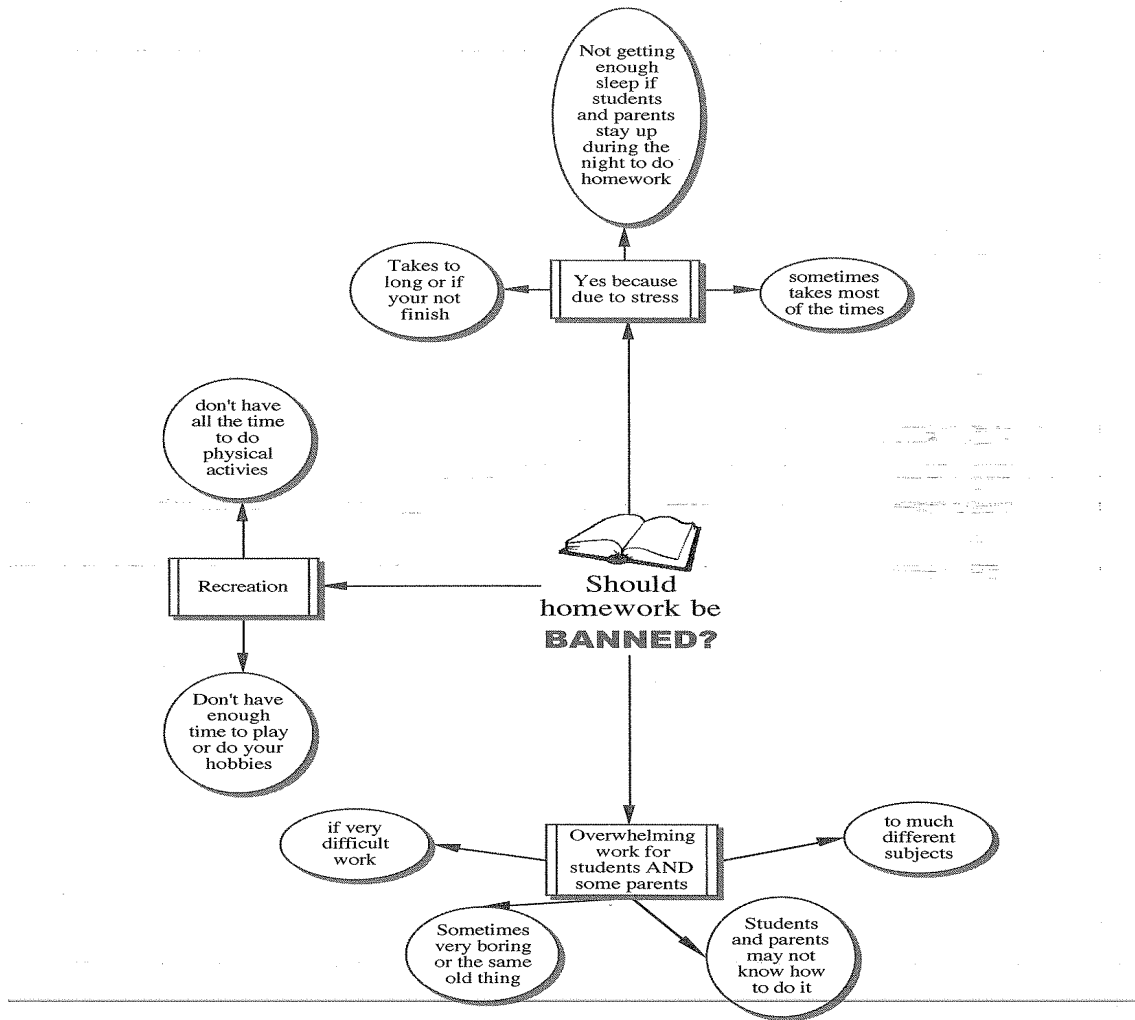 Not getting
enough
sleep if
students
and parents
stay up
during the
night to do
homework
Takes to
long or if
your not
finish
Yes because
due to stress
sometimes
takes most
of the times
don't have
all the time
to do
physical
activies
Recreation
Should
homework be
BANNED?
Don't have
enough
time to play
or do your
hobbies
if very
difficult
work
Overwhelming
work for
students AND
some parents
to much
different
subjects
Sometimes
very boring
or the same
old thing
Students
and parents
may not
know how
to do it